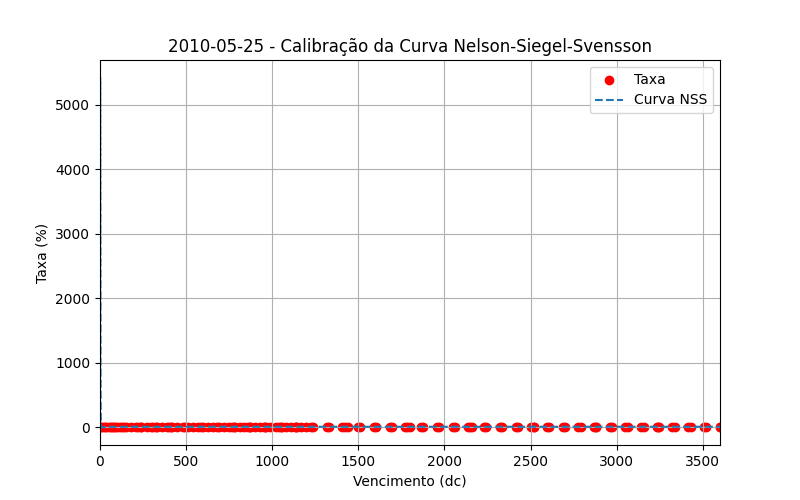 2010-05-25 - Calibração da Curva Nelson-Siegel-Svensson
Taxa
Curva NSS
Taxa (%)
5000
4000
3000
2000
1000
0
0 500 1000 1500 2000 2500 3000 3500
Vencimento (dc)